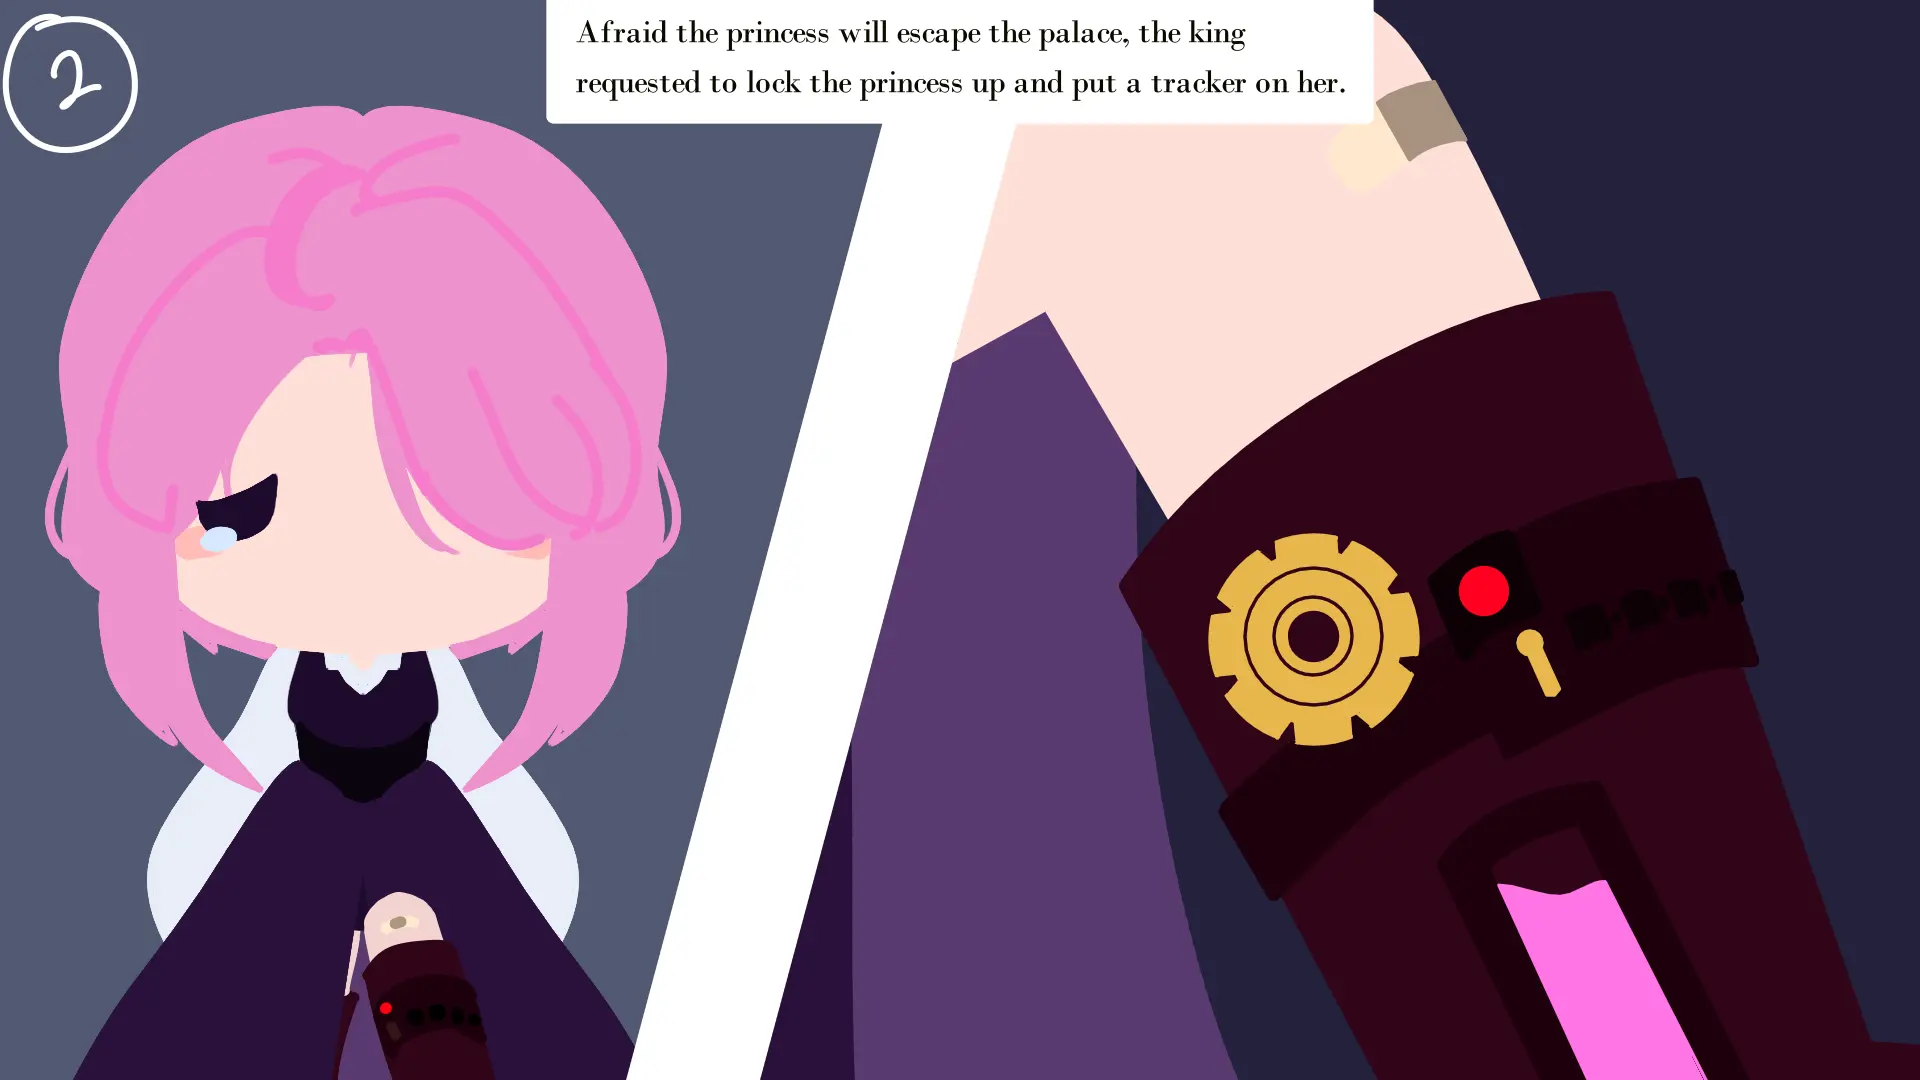 2
Afraid the princess will escape the palace, the king
requested to lock the princess up and put a tracker on her.